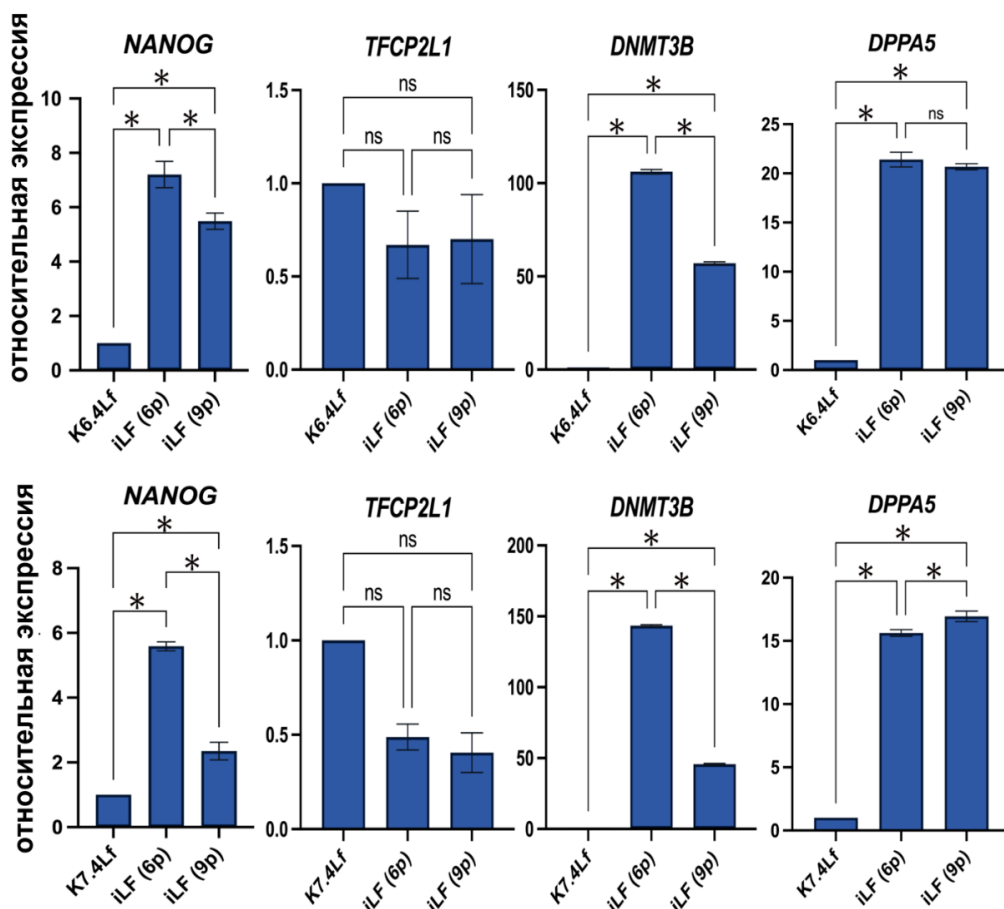 относительная экспрессия
NANOG
* * *
10
8
6
4
2
0
K6.4Lf
iLF (6p)
iLF (9p)
TFCP2L1
ns
ns ns
1.5
1.0
0.5
0.0
K6.4Lf
iLF (6p)
iLF (9p)
DNMT3B
*
* *
150
100
50
0
K6.4Lf
iLF (6p)
iLF (9p)
DPPA5
*
* ns
25
20
15
10
5
0
K6.4Lf
iLF (6p)
iLF (9p)
относительная экспрессия
NANOG
*
* *
8
6
4
2
0
K7.4Lf
iLF (6p)
iLF (9p)
TFCP2L1
ns
ns ns
1.5
1.0
0.5
0.0
K7.4Lf
iLF (6p)
iLF (9p)
DNMT3B
*
* *
200
150
100
50
0
K7.4Lf
iLF (6p)
iLF (9p)
DPPA5
*
* *
20
15
10
5
0
K7.4Lf
iLF (6p)
iLF (9p)